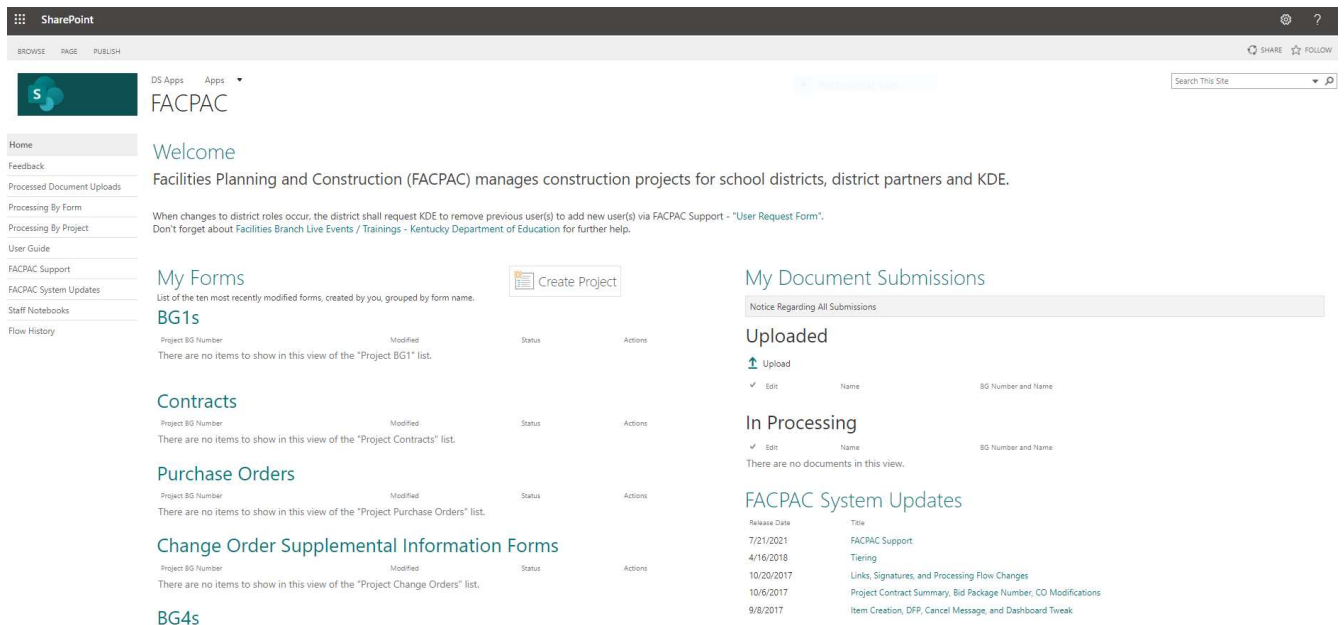 SharePoint
?
BROWSE PAGE PUBLISH
SHARE FOLLOW
S
DS Apps Apps
FACPAC
Search This Site
Home
Feedback
Processed Document Uploads
Processing By Form
Processing By Project
User Guide
FACPAC Support
FACPAC System Updates
Staff Notebooks
Flow History
Welcome
Facilities Planning and Construction (FACPAC) manages construction projects for school districts, district partners and KDE.
When changes to district roles occur, the district shall request KDE to remove previous user(s) to add new user(s) via FACPAC Support - "User Request Form".
Don't forget about Facilities Branch Live Events / Trainings - Kentucky Department of Education for further help.
My Forms
Create Project
List of the ten most recently modified forms, created by you, grouped by form name.
BG1s
Project BG Number Modified Status Actions
There are no items to show in this view of the "Project BG1" list.
Contracts
Project BG Number Modified Status Actions
There are no items to show in this view of the "Project Contracts" list.
Purchase Orders
Project BG Number Modified Status Actions
There are no items to show in this view of the "Project Purchase Orders" list.
Change Order Supplemental Information Forms
Project BG Number Modified Status Actions
There are no items to show in this view of the "Project Change Orders" list.
BG4s
My Document Submissions
Notice Regarding All Submissions
Uploaded
Upload
Edit Name BG Number and Name
In Processing
Edit Name BG Number and Name
There are no documents in this view.
FACPAC System Updates
Release Date Title
7/21/2021 FACPAC Support
4/16/2018 Tiering
10/20/2017 Links, Signatures, and Processing Flow Changes
10/6/2017 Project Contract Summary, Bid Package Number, CO Modifications
9/8/2017 Item Creation, DFP, Cancel Message, and Dashboard Tweak